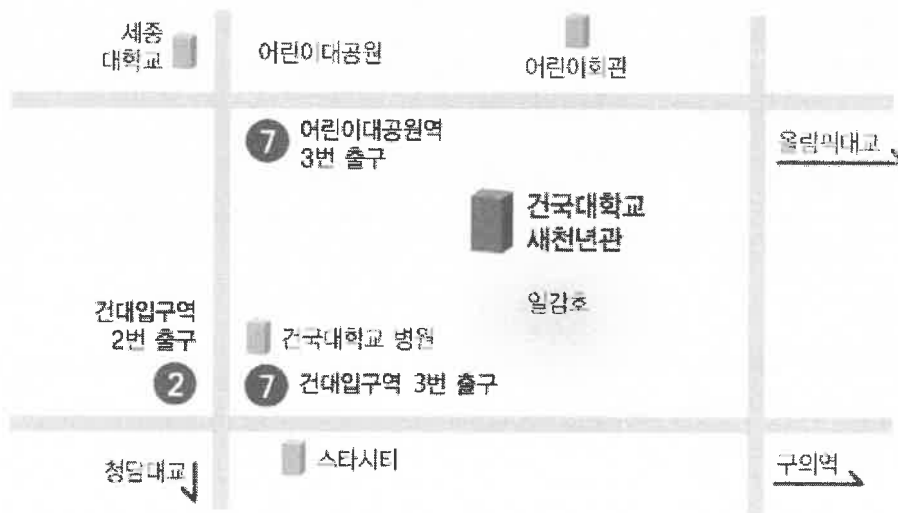 세종
대학교
어린이대공원
어린이회관
7
어린이대공원역
3번 출구
올림픽대교
건국대학교
새천년관
일감호
건대입구역
2번 출구
2
건국대학교 병원
7
건대입구역 3번 출구
청담대교
스타시티
구의역